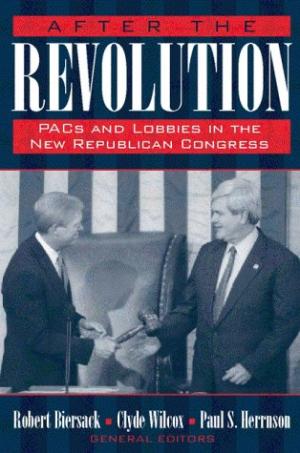 AFTER THE
REVOLUTION
PACS AND LOBBIES IN THE
NEW REPUBLICAN CONGRESS
Robert Biersack ■ Clyde Wilcox ■ Paul S. Herrnson
GENERAL EDITORS